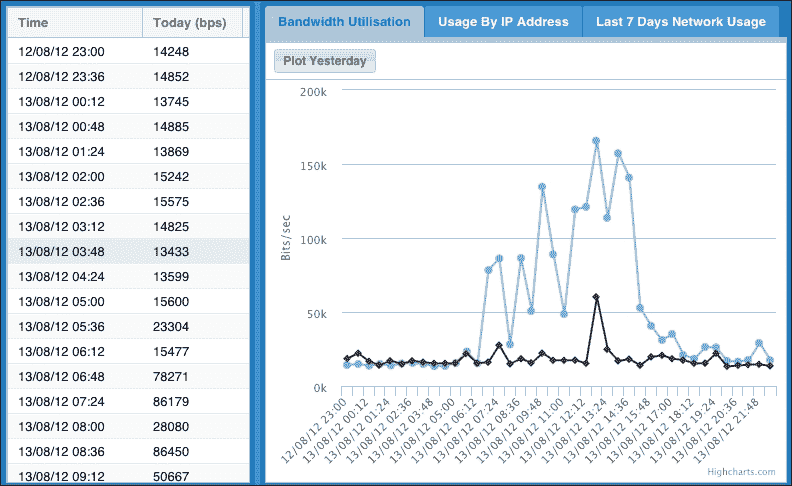 Time Today (bps)
12/08/12 23:00 14248
12/08/12 23:36 14852
13/08/12 00:12 13745
13/08/12 00:48 14885
13/08/12 01:24 13869
13/08/12 02:00 15242
13/08/12 02:36 15575
13/08/12 03:12 14825
13/08/12 03:48 13433
13/08/12 04:24 13599
13/08/12 05:00 15600
13/08/12 05:36 23304
13/08/12 06:12 15477
13/08/12 06:48 78271
13/08/12 07:24 86179
13/08/12 08:00 28080
13/08/12 08:36 86450
13/08/12 09:12 50667
Bandwidth Utilisation Usage By IP Address Last 7 Days Network Usage
Plot Yesterday
200k
150k
100k
50k
0k
Bits/sec
12/08/12 23:00
13/08/12 00:12
13/08/12 01:24
13/08/12 02:36
13/08/12 03:48
13/08/12 05:00
13/08/12 06:12
13/08/12 07:24
13/08/12 08:36
13/08/12 09:48
13/08/12 11:00
13/08/12 12:12
13/08/12 13:24
13/08/12 14:36
13/08/12 15:48
13/08/12 17:00
13/08/12 18:12
13/08/12 19:24
13/08/12 20:36
13/08/12 21:48
Highcharts.com